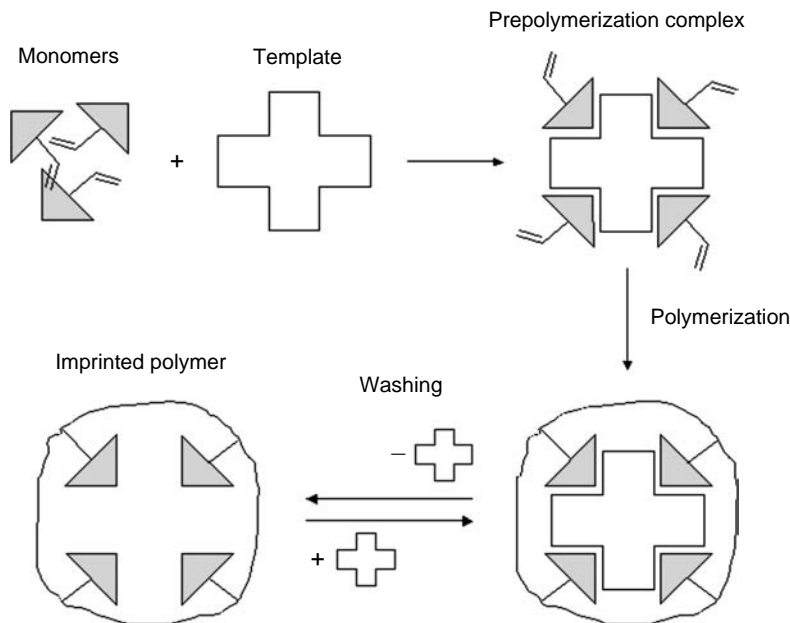 Prepolymerization complex
Monomers
Template
+
Polymerization
Imprinted polymer
Washing
−
+